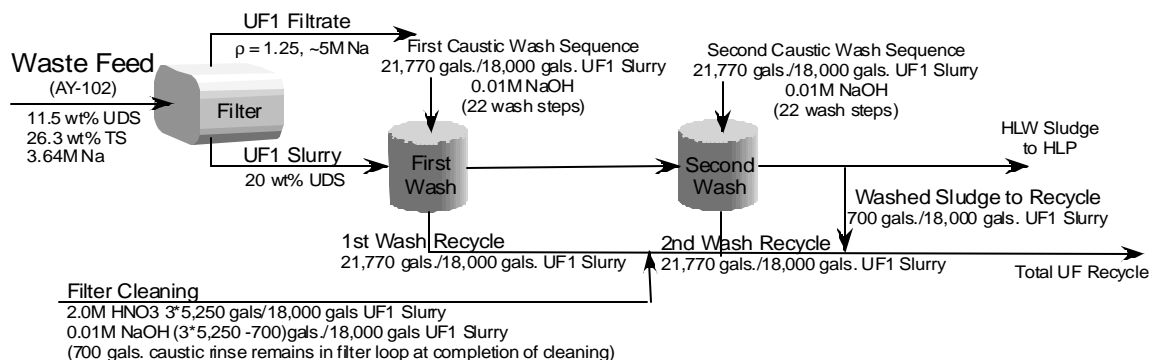 UF1 Filtrate
ρ = 1.25, ~5M Na
Waste Feed
(AY-102)
11.5 wt% UDS
26.3 wt% TS
3.64M Na
Filter
UF1 Slurry
20 wt% UDS
First Caustic Wash Sequence
21,770 gals./18,000 gals. UF1 Slurry
0.01M NaOH
(22 wash steps)
First
Wash
Second Caustic Wash Sequence
21,770 gals./18,000 gals. UF1 Slurry
0.01M NaOH
(22 wash steps)
Second
Wash
HLW Sludge
to HLP
Washed Sludge to Recycle
700 gals./18,000 gals. UF1 Slurry
1st Wash Recycle
21,770 gals./18,000 gals. UF1 Slurry
2nd Wash Recycle
21,770 gals./18,000 gals. UF1 Slurry
Total UF Recycle
Filter Cleaning
2.0M HNO3 3*5,250 gals/18,000 gals UF1 Slurry
0.01M NaOH (3*5,250 -700)gals./18,000 gals UF1 Slurry
(700 gals. caustic rinse remains in filter loop at completion of cleaning)